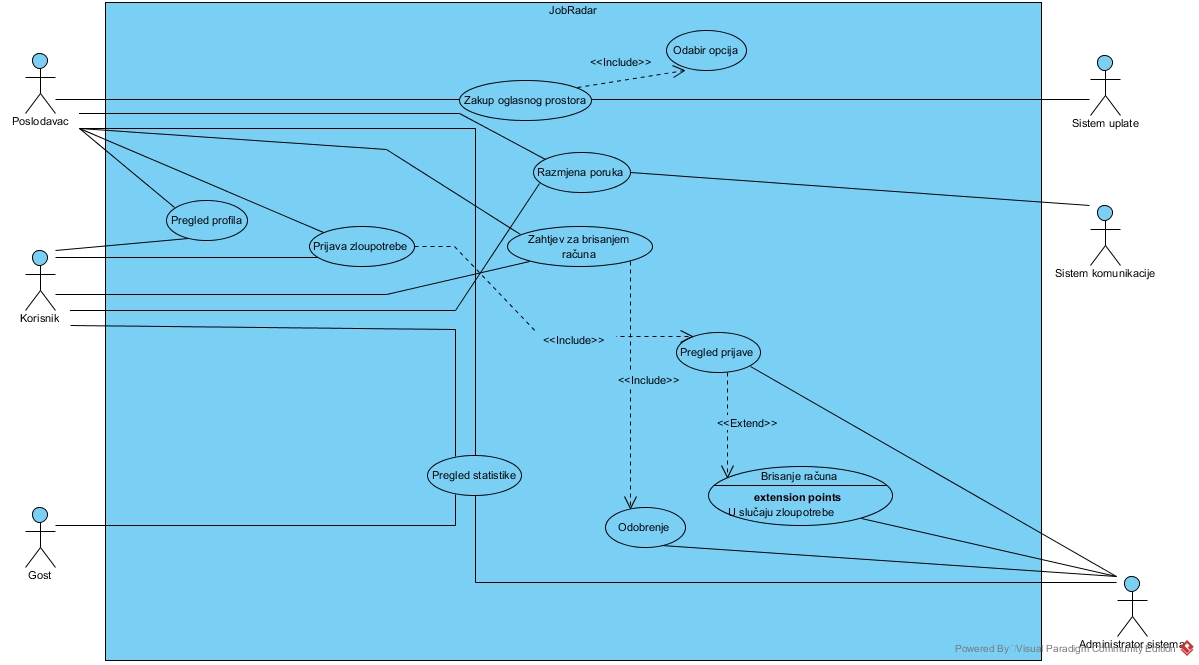 JobRadar
Odabir opcija
<<Include>>
Zakup oglasnog prostora
Poslodavac
Sistem uplate
Razmjena poruka
Pregled profila
Prijava zloupotrebe
Zahtjev za brisanjem
računa
Sistem komunikacije
Korisnik
<<Include>>
Pregled prijave
<<Include>>
<<Extend>>
Pregled statistike
Brisanje računa
extension points
U slučaju zloupotrebe
Odobrenje
Gost
Administrator sistema
Powered By Visual Paradigm Community Edition